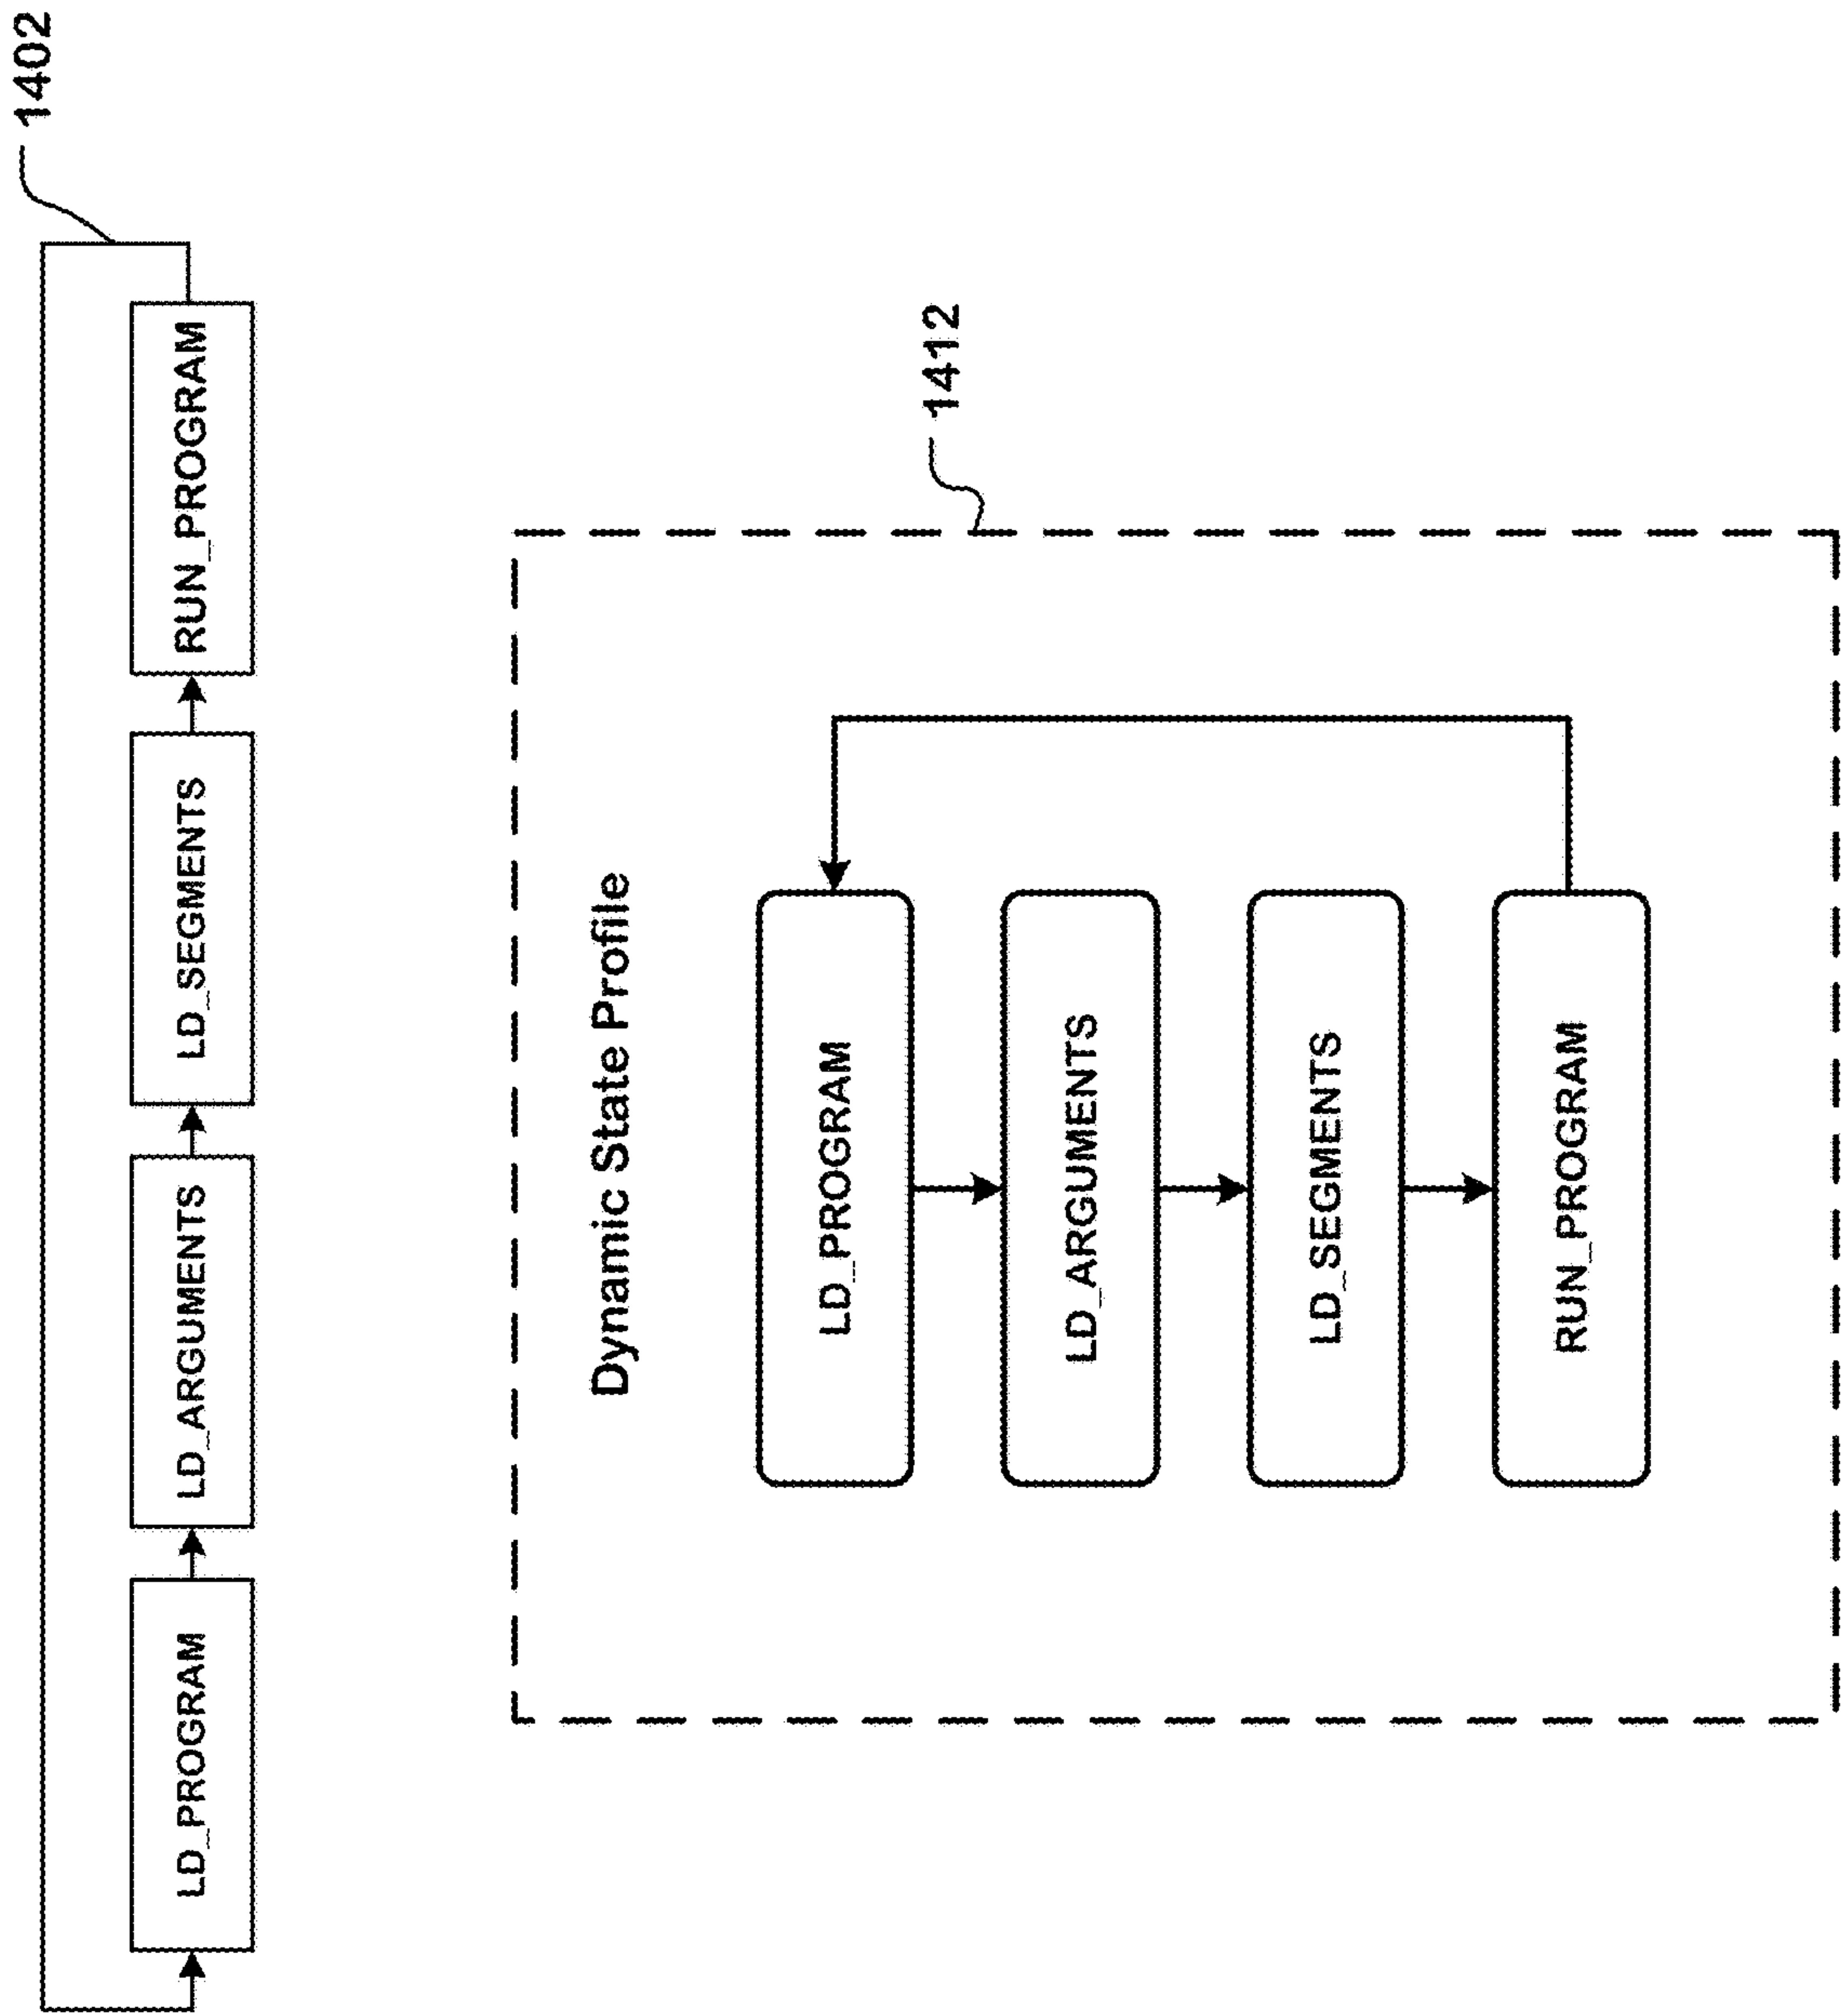 1402
LD_PROGRAM
LD_ARGUMENTS
LD_SEGMENTS
RUN_PROGRAM
1412
Dynamic State Profile
LD_PROGRAM
LD_ARGUMENTS
LD_SEGMENTS
RUN_PROGRAM